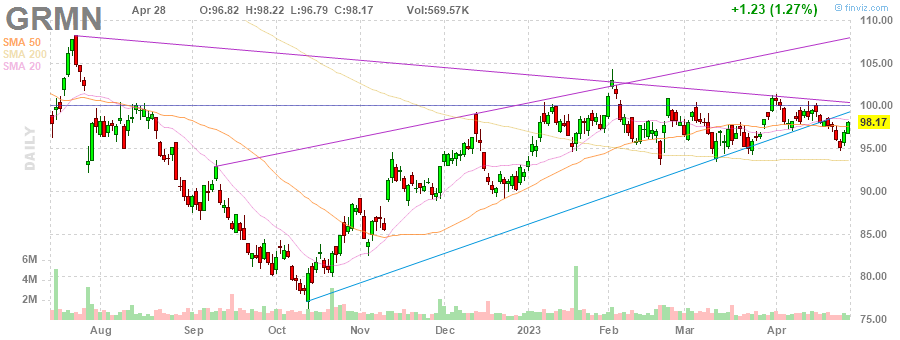 GRMN Apr 28 O:96.82 H:98.22 L:96.79 C:98.17 Vol:569.57K +1.23 (1.27%)
© finviz.com
SMA 50
SMA 200
SMA 20
DAILY
110.00
105.00
100.00
98.17
95.00
90.00
85.00
80.00
75.00
6M
4M
2M
Aug Sep Oct Nov Dec 2023 Feb Mar Apr